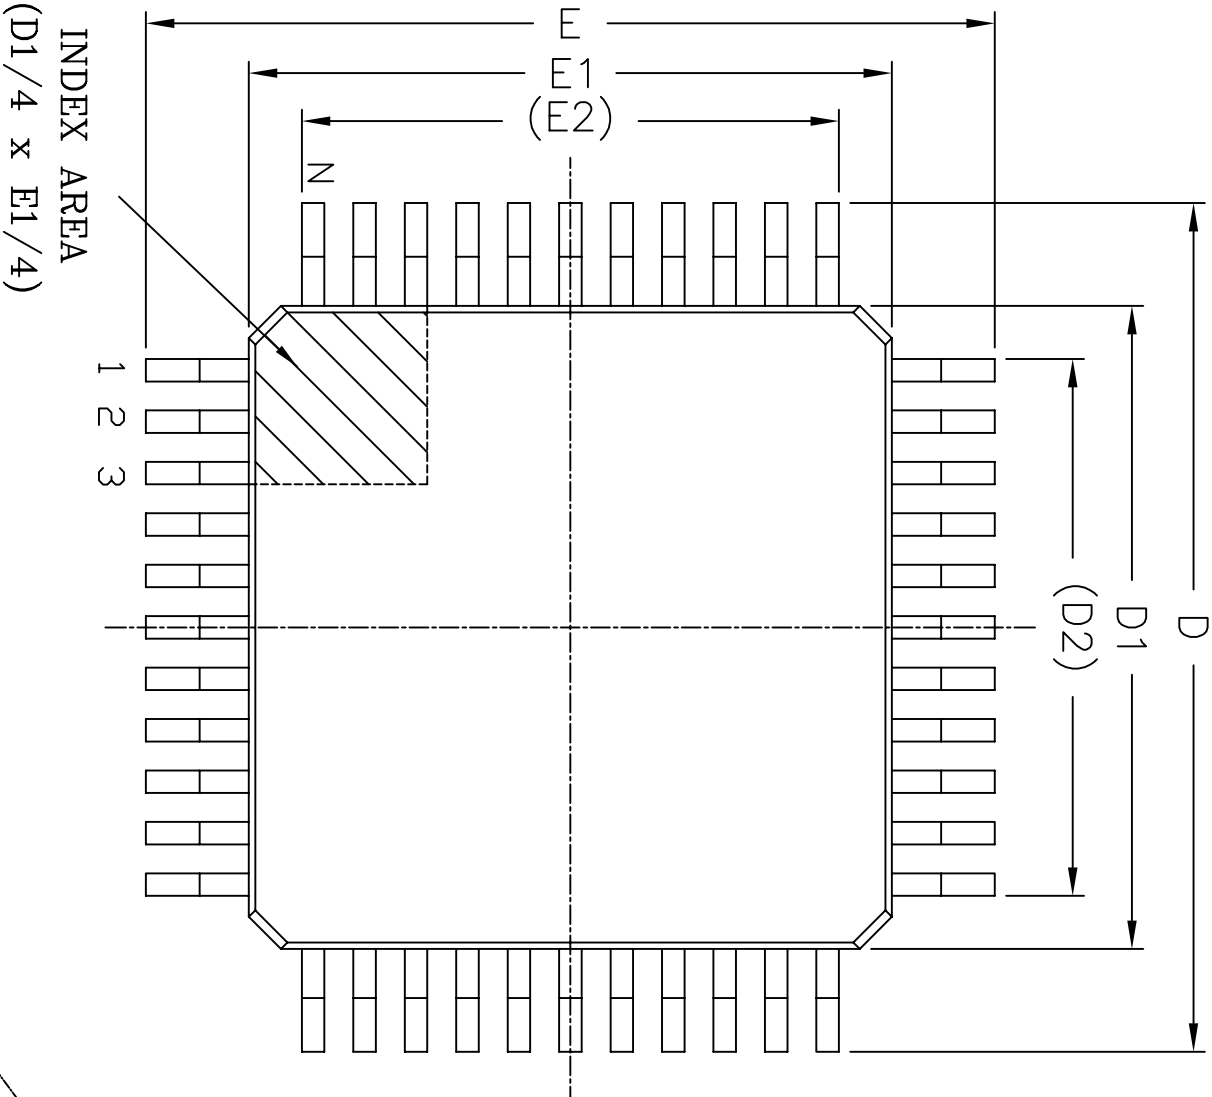 E
E1
(E2)
N
INDEX AREA
(D1/4 x E1/4)
1
2
3
D
D1
(D2)